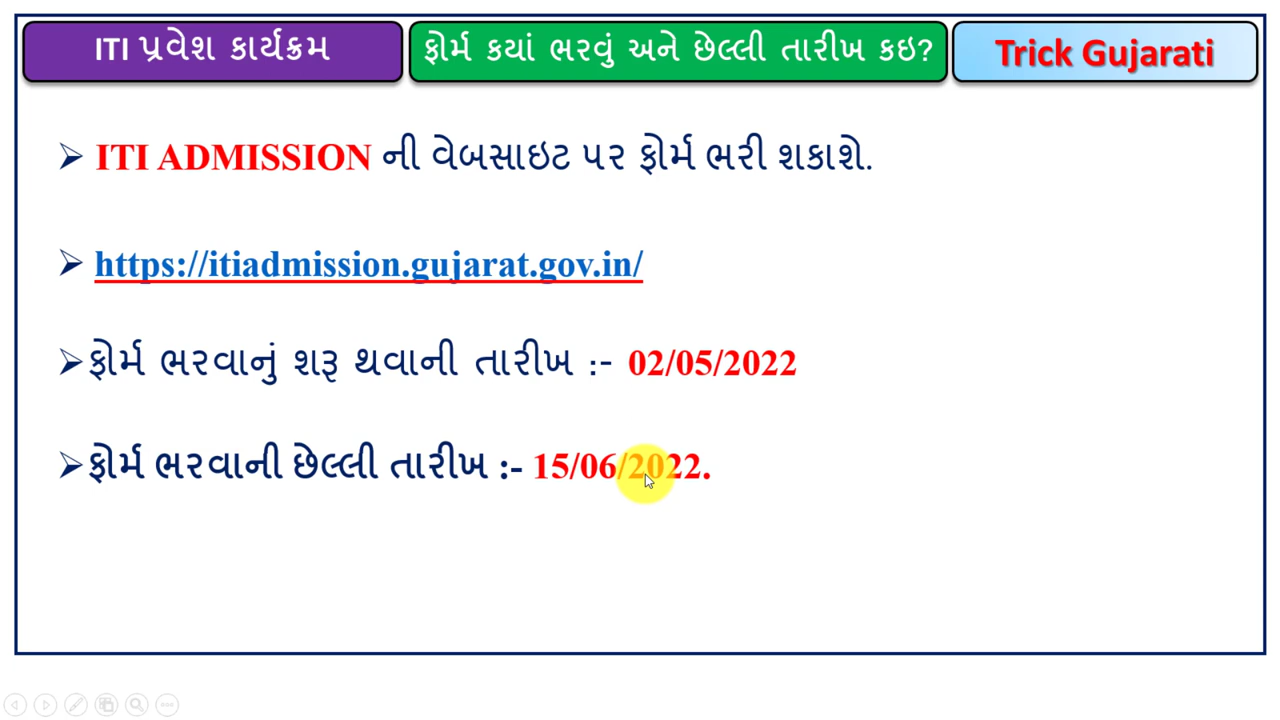 ITI પ્રવેશ કાર્યક્રમ
ફોર્મ કયાં ભરવું અને છેલ્લી તારીખ કઇ?
Trick Gujarati
ITI ADMISSION ની વેબસાઇટ પર ફોર્મ ભરી શકાશે.
https://itiadmission.gujarat.gov.in/
ફોર્મ ભરવાનું શરૂ થવાની તારીખ :- 02/05/2022
ફોર્મ ભરવાની છેલ્લી તારીખ :- 15/06/2022.